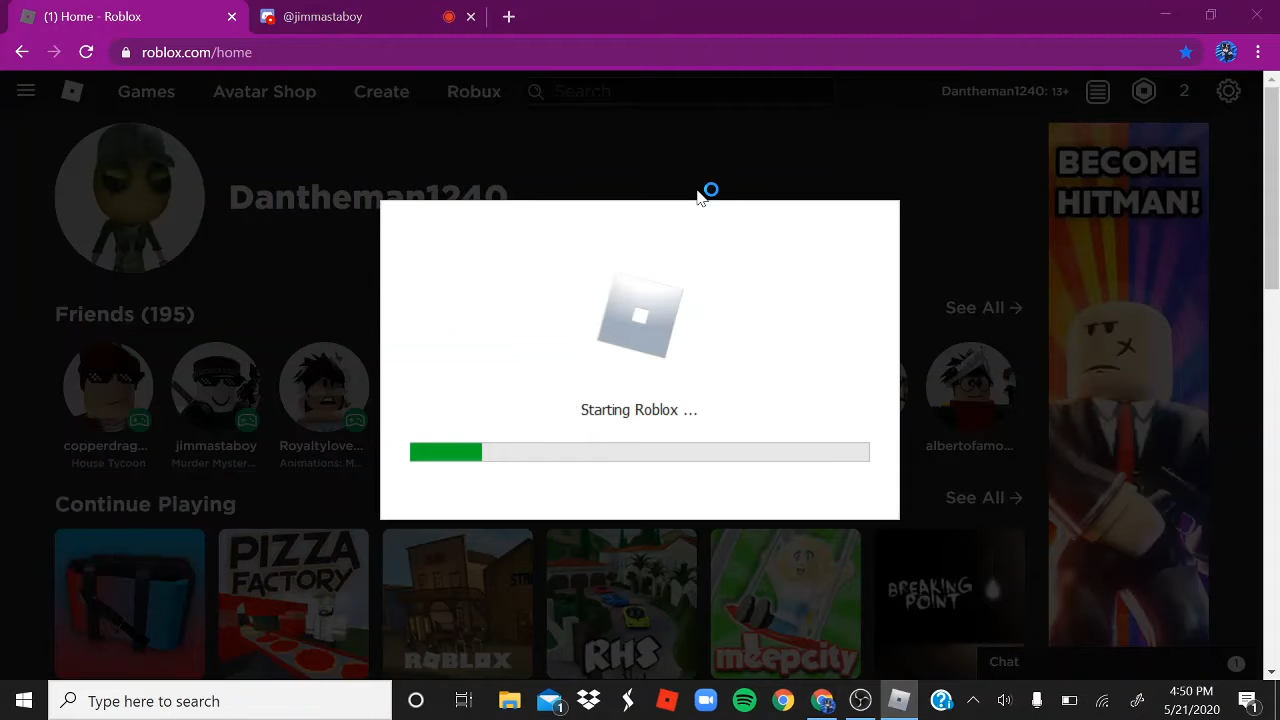 (1) Home - Roblox
@jimmastaboy
roblox.com/home
Games
Avatar Shop
Create
Robux
Search
Dantheman1240: 13+
2
Dantheman1240
BECOME
HITMAN!
Friends (195)
See All →
Starting Roblox ...
copperdrag...
jimmastaboy
Royaltylove...
albertofamo...
House Tycoon
Murder Myster...
Animations: M...
Continue Playing
See All →
PIZZA
FACTORY
ROBLOX
RHS
meepcity
BREAKING
POINT
Chat
Type here to search
1
4:50 PM
5/21/2020
1